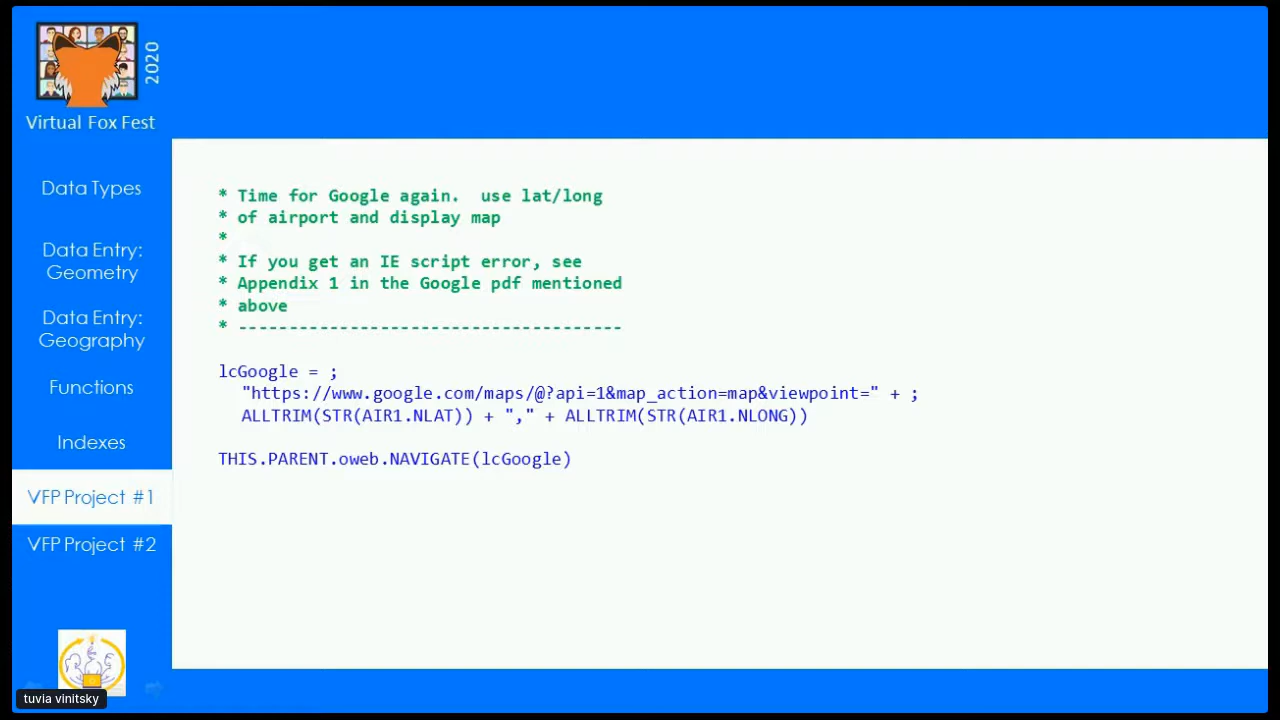 2020
Virtual Fox Fest
Data Types
Data Entry:
Geometry
Data Entry:
Geography
Functions
Indexes
VFP Project #1
VFP Project #2
tuvia vinitsky
* Time for Google again.  use lat/long
* of airport and display map
*
* If you get an IE script error, see
* Appendix 1 in the Google pdf mentioned
* above
* --------------------------------------
lcGoogle = ;
"https://www.google.com/maps/@?api=1&map_action=map&viewpoint=" + ;
ALLTRIM(STR(AIR1.NLAT)) + "," + ALLTRIM(STR(AIR1.NLONG))
THIS.PARENT.oweb.NAVIGATE(lcGoogle)